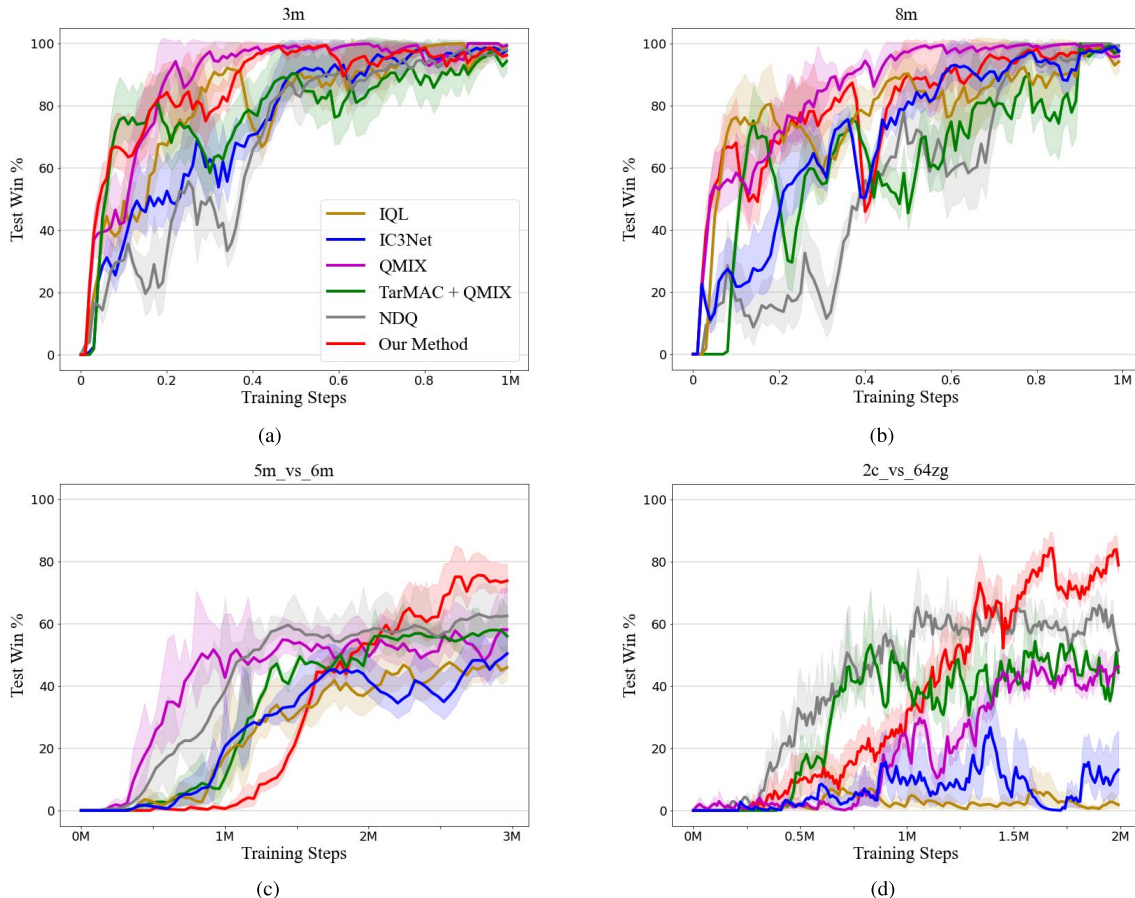 3m
100
80
60
40
20
0
Test Win %
0
0.2
0.4
0.6
0.8
1M
Training Steps
IQL
IC3Net
QMIX
TarMAC + QMIX
NDQ
Our Method
(a)
8m
100
80
60
40
20
0
Test Win %
0
0.2
0.4
0.6
0.8
1M
Training Steps
(b)
5m_vs_6m
100
80
60
40
20
0
Test Win %
0M
1M
2M
3M
Training Steps
(c)
2c_vs_64zg
100
80
60
40
20
0
Test Win %
0M
0.5M
1M
1.5M
2M
Training Steps
(d)